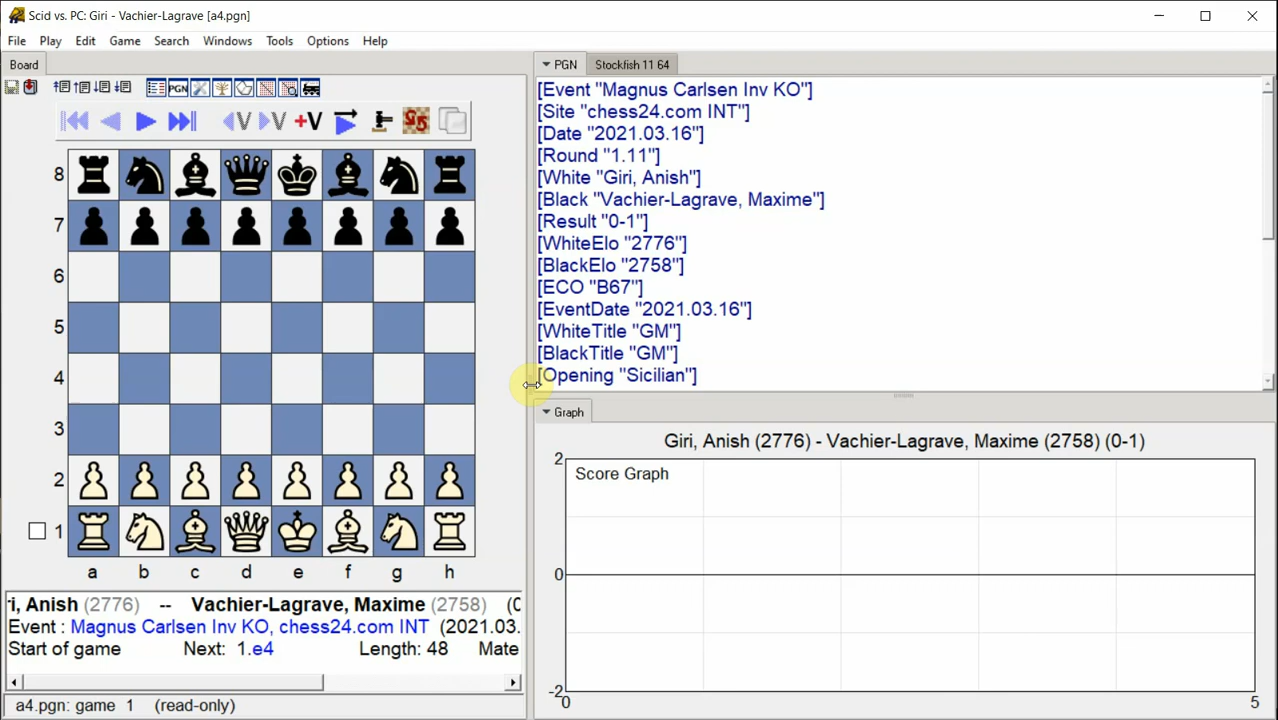 Scid vs. PC: Giri - Vachier-Lagrave [a4.pgn]
File Play Edit Game Search Windows Tools Options Help
Board
PGN
V V +V
8
7
6
5
4
3
2
1
a b c d e f g h
i, Anish (2776) -- Vachier-Lagrave, Maxime (2758) (0
Event : Magnus Carlsen Inv KO, chess24.com INT (2021.03.
Start of game Next: 1.e4 Length: 48 Mate
a4.pgn: game 1 (read-only)
PGN Stockfish 11 64
[Event "Magnus Carlsen Inv KO"]
[Site "chess24.com INT"]
[Date "2021.03.16"]
[Round "1.11"]
[White "Giri, Anish"]
[Black "Vachier-Lagrave, Maxime"]
[Result "0-1"]
[WhiteElo "2776"]
[BlackElo "2758"]
[ECO "B67"]
[EventDate "2021.03.16"]
[WhiteTitle "GM"]
[BlackTitle "GM"]
[Opening "Sicilian"]
Graph
Giri, Anish (2776) - Vachier-Lagrave, Maxime (2758) (0-1)
2
Score Graph
0
-2
0 5